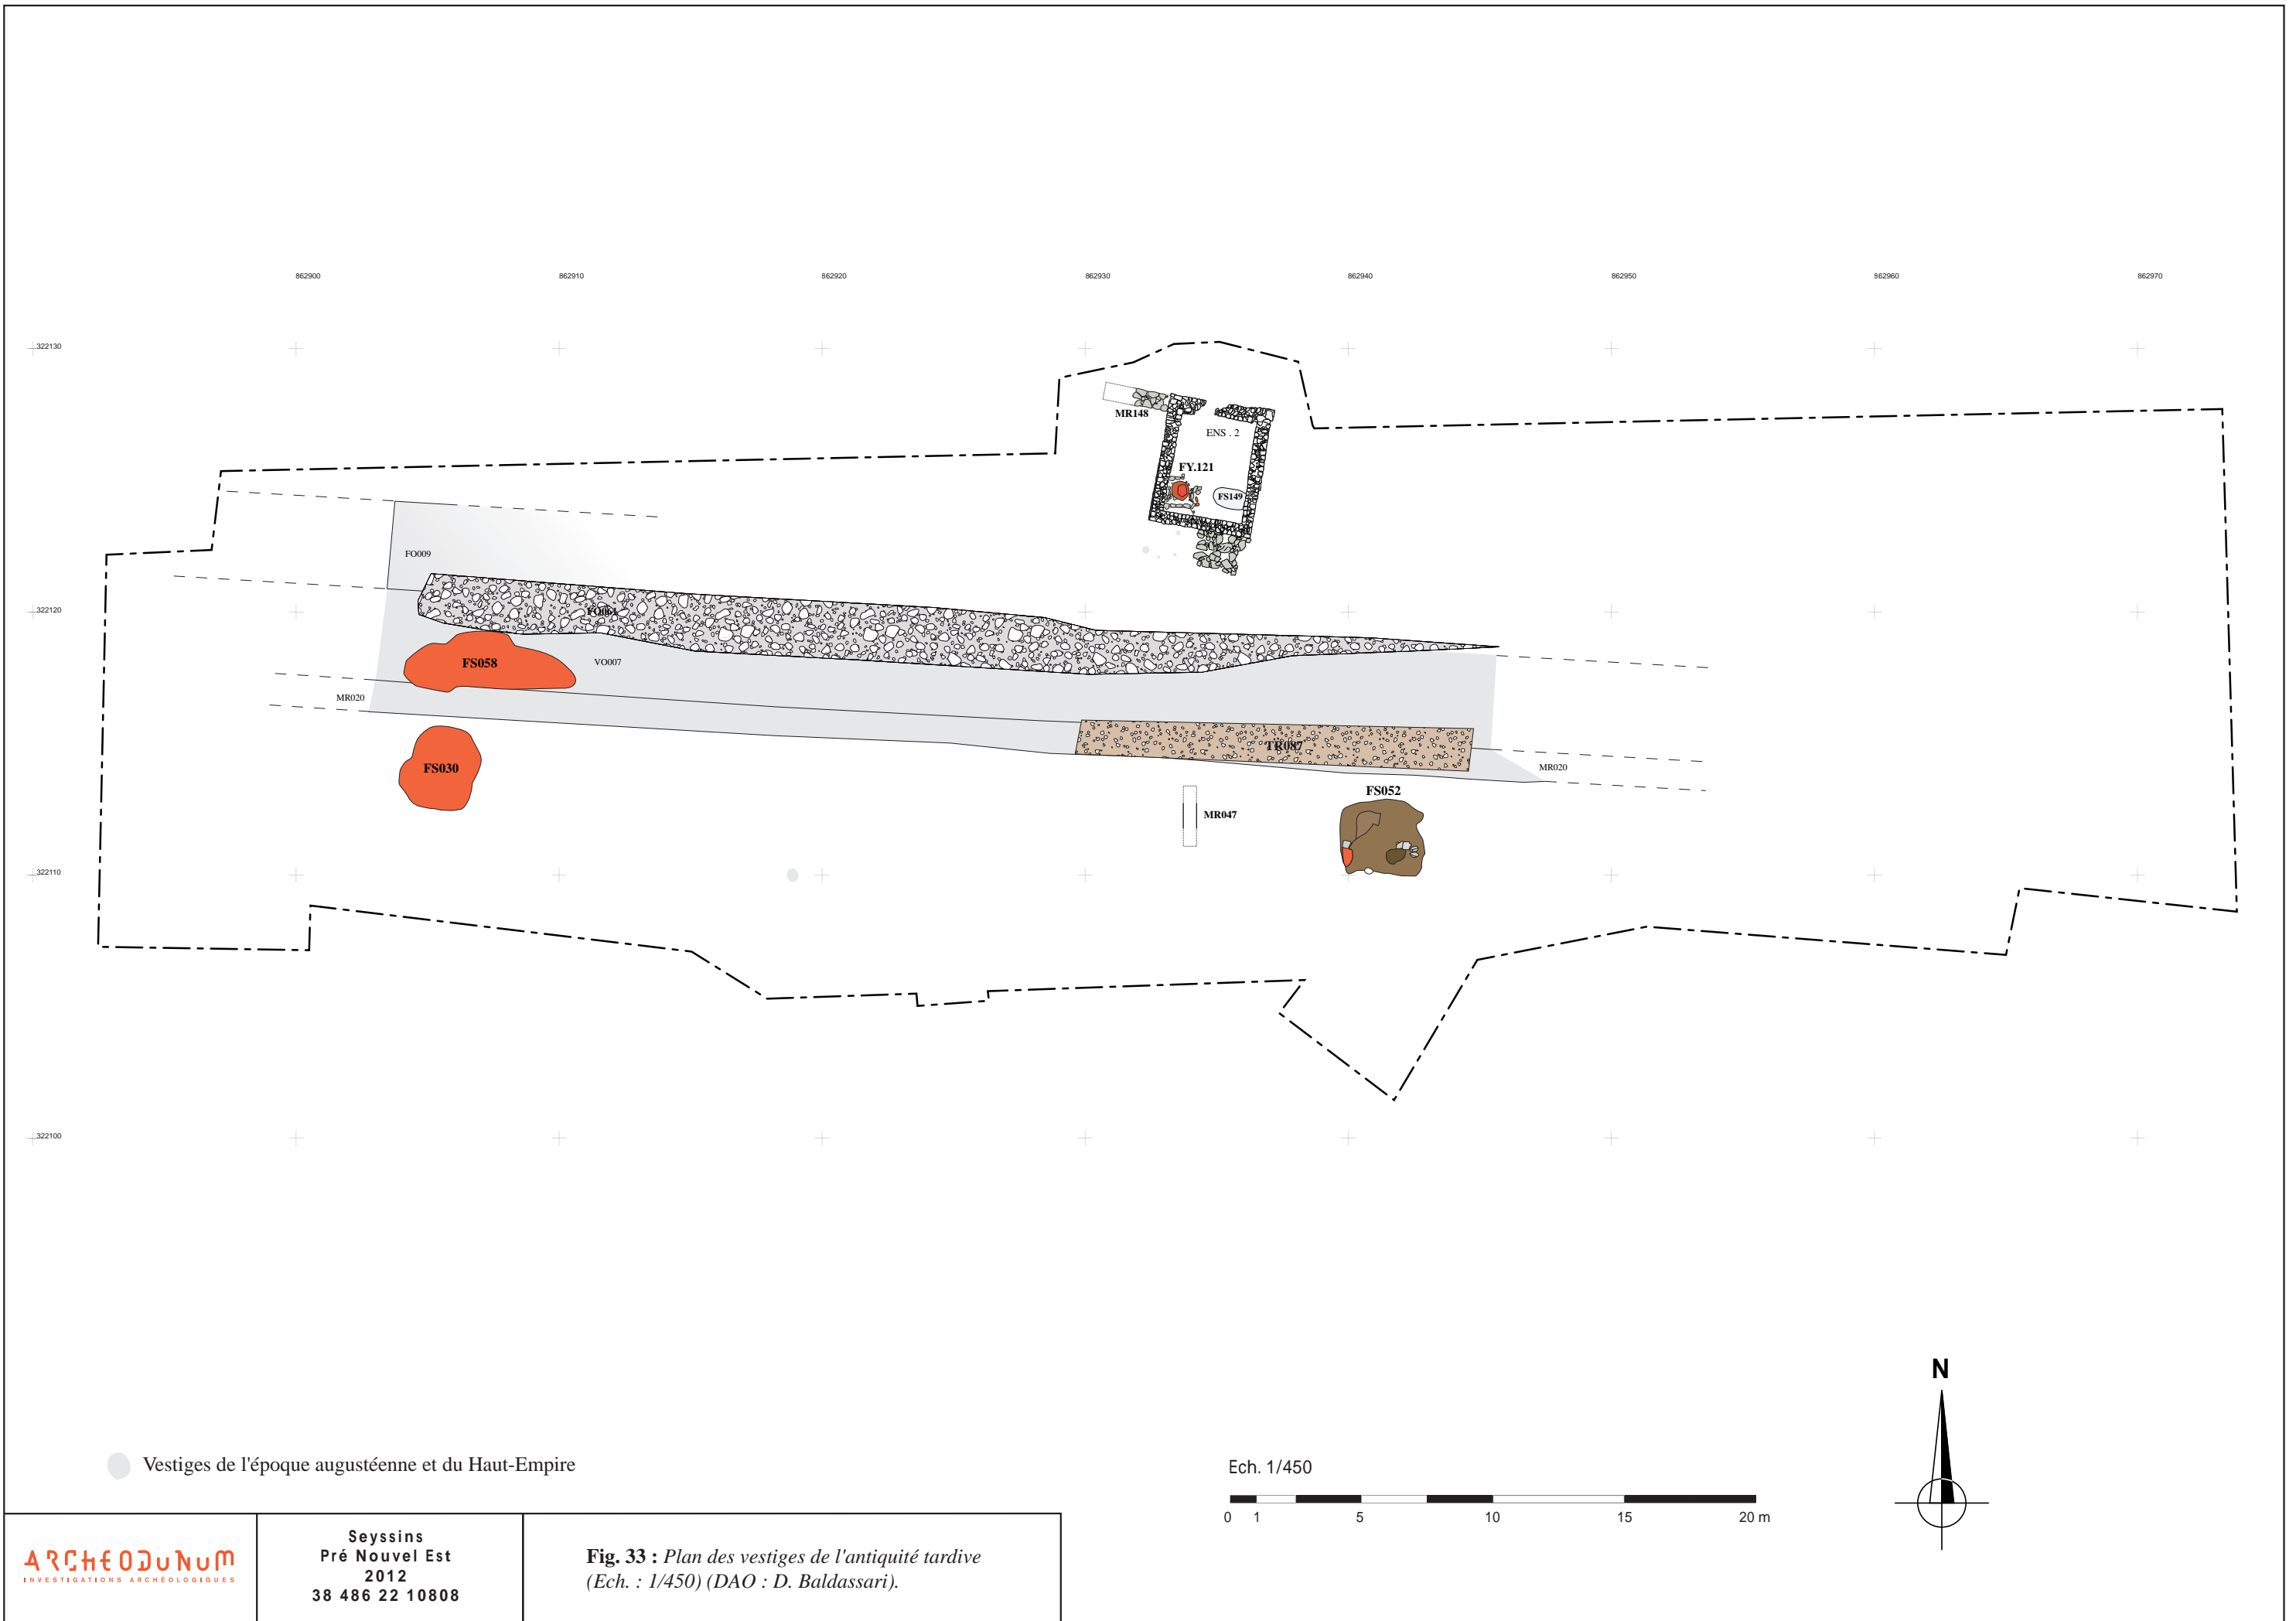 862900 862910 862920 862930 862940 862950 862960 862970
322130
MR148
ENS . 2
FY.121
FS149
FO009
322120
FO061
FS058
VO007
MR020
TR087
FS030
MR020
FS052
MR047
322110
322100
N
Vestiges de l'époque augustéenne et du Haut-Empire
Ech. 1/450
0 1 5 10 15 20 m
ARCHEODUNUM
INVESTIGATIONS ARCHÉOLOGIQUES
Seyssins
Pré Nouvel Est
2012
38 486 22 10808
Fig. 33 : Plan des vestiges de l'antiquité tardive
(Ech. : 1/450) (DAO : D. Baldassari).